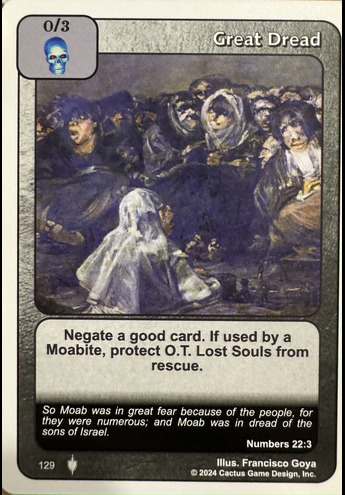 0/3
Great Dread
Negate a good card. If used by a
Moabite, protect O.T. Lost Souls from
rescue.
So Moab was in great fear because of the people, for
they were numerous; and Moab was in dread of the
sons of Israel.
Numbers 22:3
Illus. Francisco Goya
129
© 2024 Cactus Game Design, Inc.